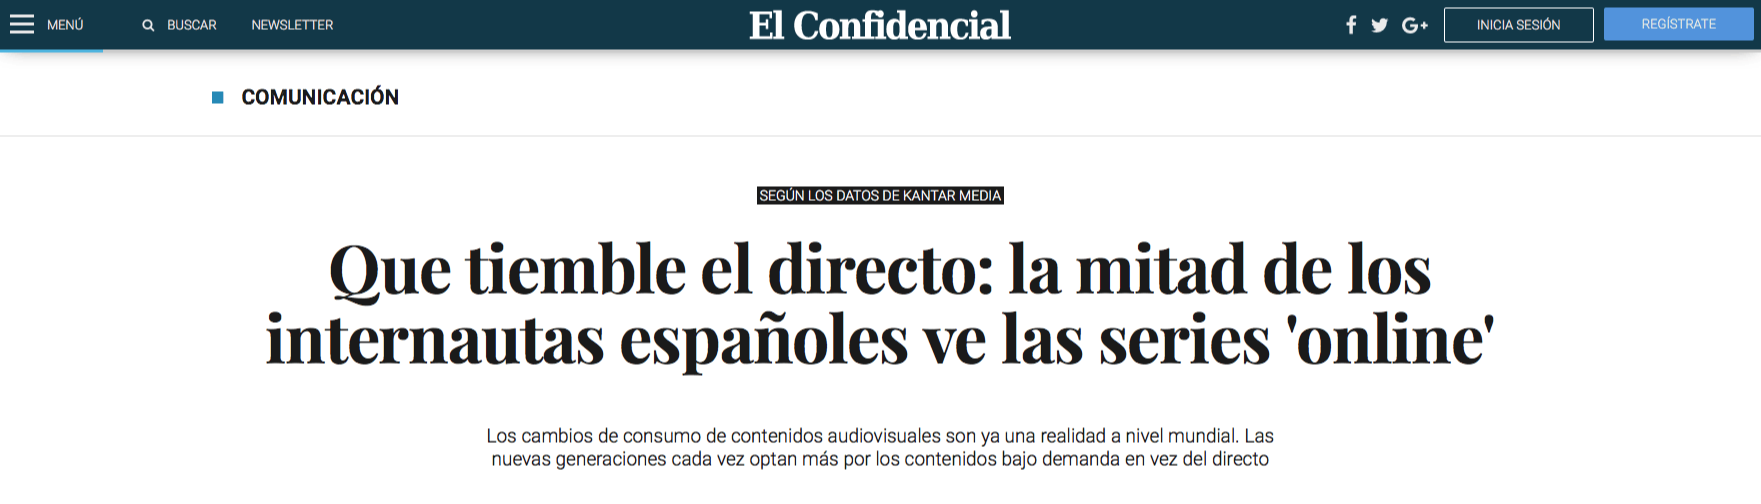 MENÚ
BUSCAR
NEWSLETTER
El Confidencial
G+
INICIA SESIÓN
REGÍSTRATE
COMUNICACIÓN
SEGÚN LOS DATOS DE KANTAR MEDIA
Que tiemble el directo: la mitad de los
internautas españoles ve las series 'online'
Los cambios de consumo de contenidos audiovisuales son ya una realidad a nivel mundial. Las
nuevas generaciones cada vez optan más por los contenidos bajo demanda en vez del directo